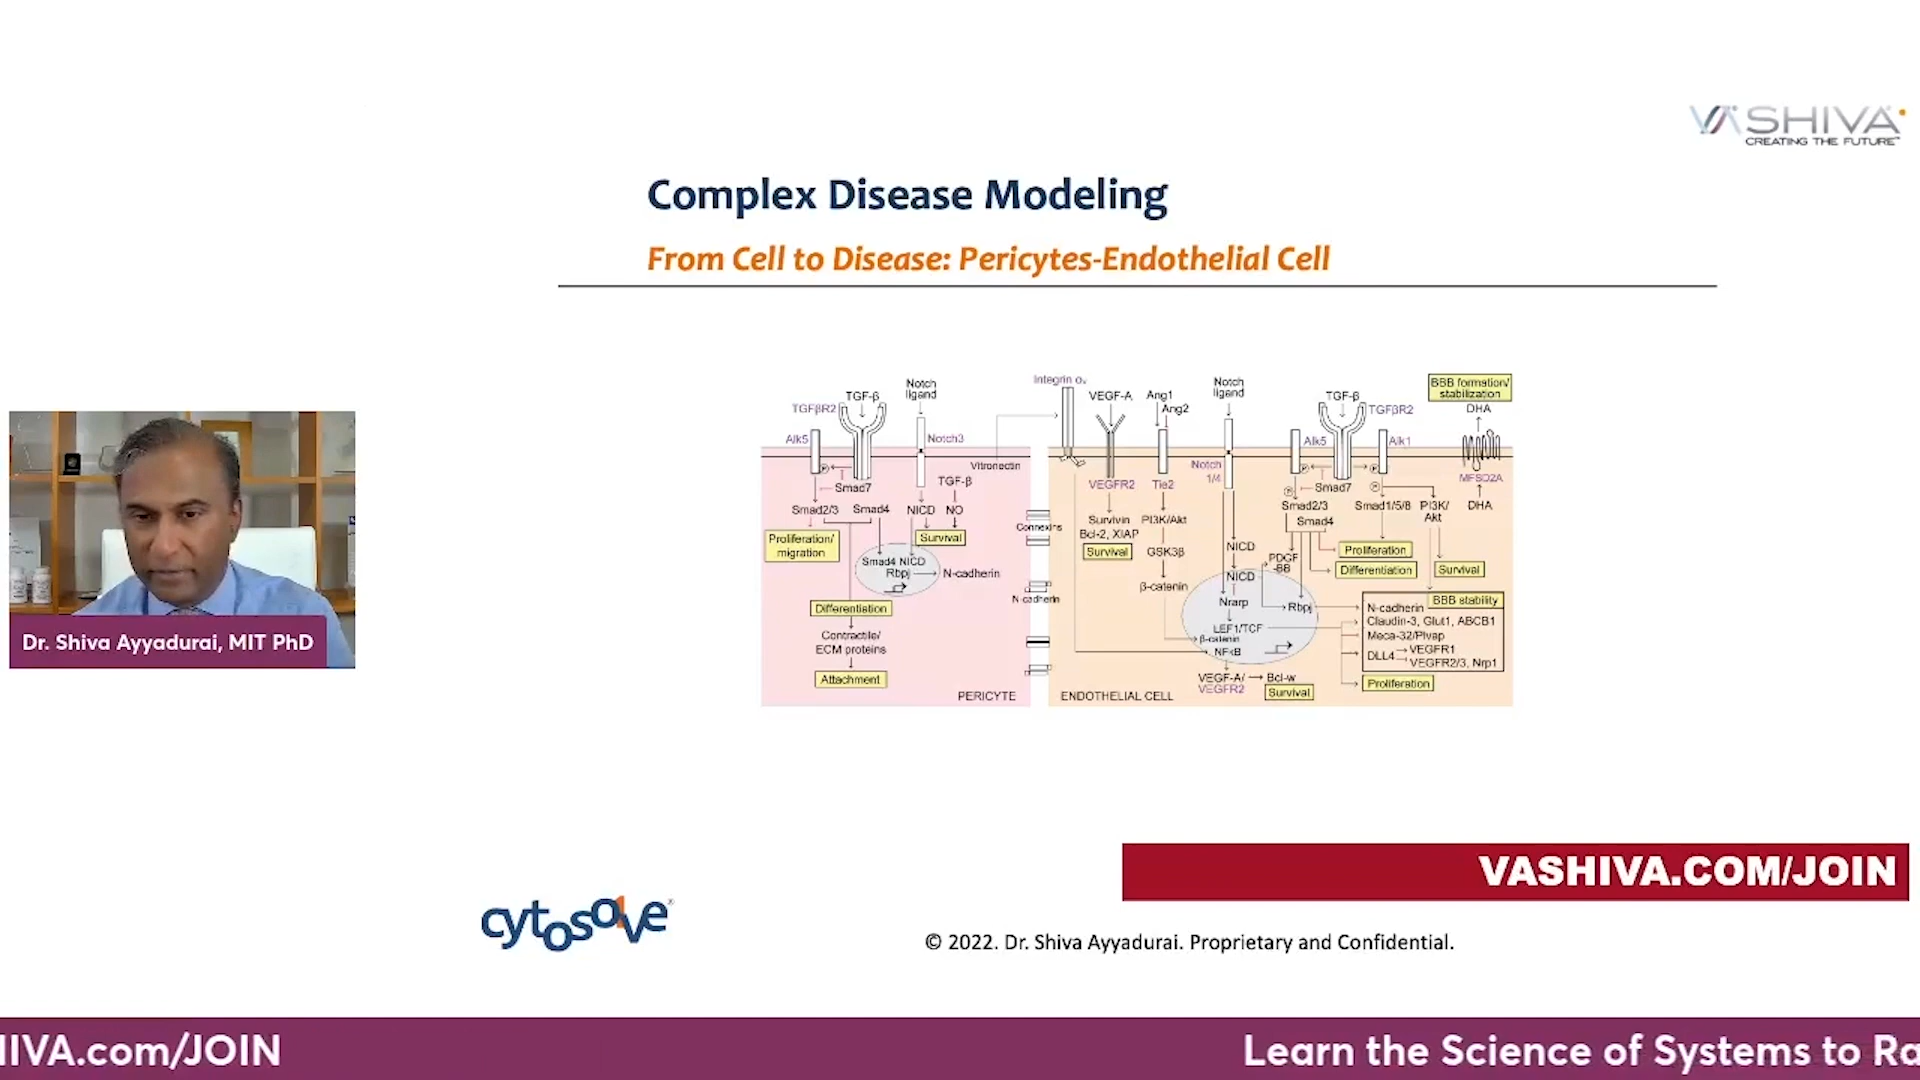 VASHIVA
CREATING THE FUTURE
Complex Disease Modeling
From Cell to Disease: Pericytes-Endothelial Cell
Dr. Shiva Ayyadurai, MIT PhD
TGF-β
TGFβR2
Notch
ligand
Alk5
Notch3
P
Smad7
Vitronectin
TGF-β
Smad2/3
Smad4
NICD
NO
Proliferation/
migration
Survival
Smad4 NICD
Rbpj
N-cadherin
Differentiation
Contractile/
ECM proteins
Attachment
PERICYTE
Connexins
N-cadherin
Integrin αᵥ
VEGF-A
Ang1
Ang2
Notch
ligand
TGF-β
TGFβR2
BBB formation/
stabilization
DHA
Alk5
Alk1
Notch
1/4
VEGFR2
Tie2
P
P
Smad7
P
P
MFSD2A
Survivin
Bcl-2, XIAP
Survival
PI3K/Akt
GSK3β
β-catenin
Smad2/3
Smad4
Smad1/5/8
PI3K/
Akt
DHA
NICD
PDGF
-BB
Proliferation
Differentiation
Survival
NICD
Nrarp
Rbpj
LEF1/TCF
β-catenin
NFκB
BBB stability
N-cadherin
Claudin-3, Glut1, ABCB1
Meca-32/Plvap
DLL4
VEGFR1
VEGFR2/3, Nrp1
Proliferation
VEGF-A/
VEGFR2
Bcl-w
Survival
ENDOTHELIAL CELL
VASHIVA.COM/JOIN
cytosolve
© 2022. Dr. Shiva Ayyadurai. Proprietary and Confidential.
HIVA.com/JOIN
Learn the Science of Systems to Ra